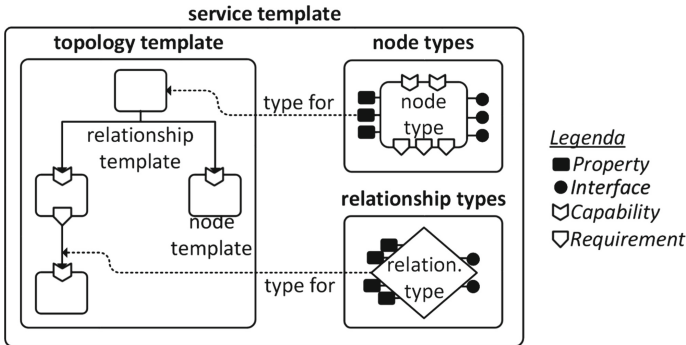 service template
topology template
node types
type for
node
type
relationship
template
node
template
relationship types
relation.
type
type for
Legenda
Property
Interface
Capability
Requirement